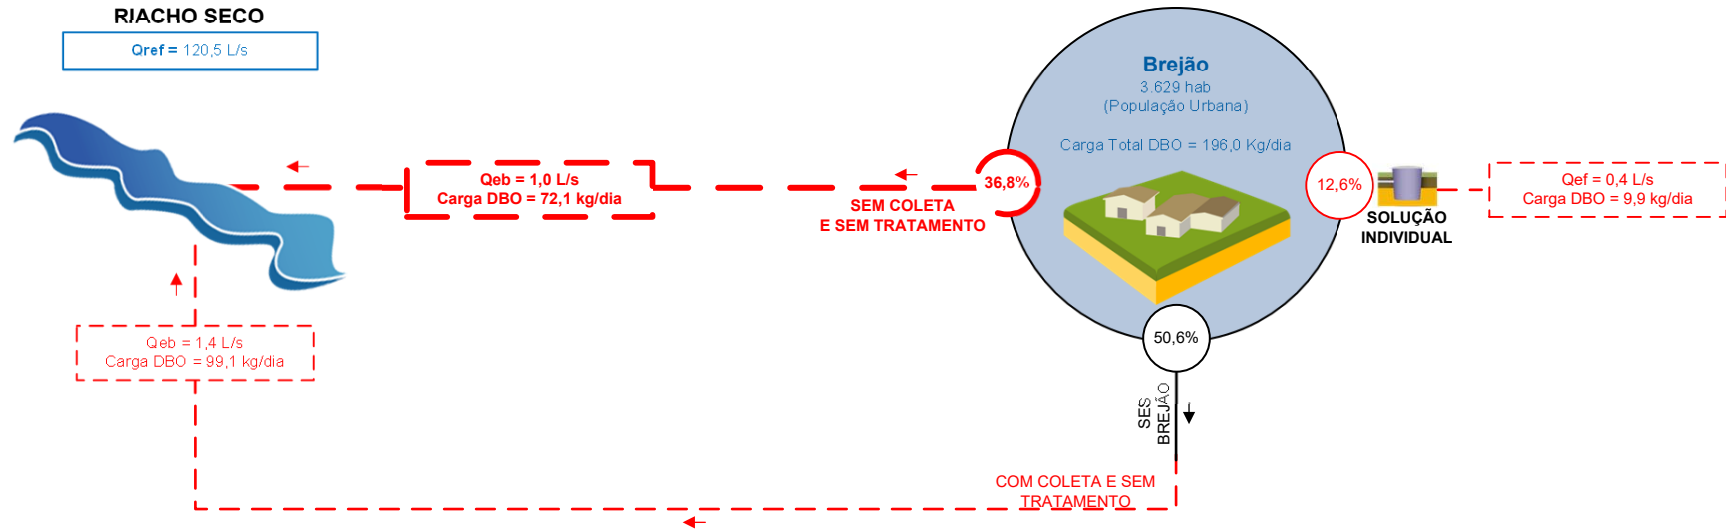 RIACHO SECO
Qref = 120,5 L/s
Brejão
3.629 hab
(População Urbana)
Carga Total DBO = 196,0 Kg/dia
Qeb = 1,0 L/s
Carga DBO = 72,1 kg/dia
36,8%
SEM COLETA
E SEM TRATAMENTO
12,6%
SOLUÇÃO
INDIVIDUAL
Qef = 0,4 L/s
Carga DBO = 9,9 kg/dia
Qeb = 1,4 L/s
Carga DBO = 99,1 kg/dia
50,6%
SES
BREJÃO
COM COLETA E SEM
TRATAMENTO